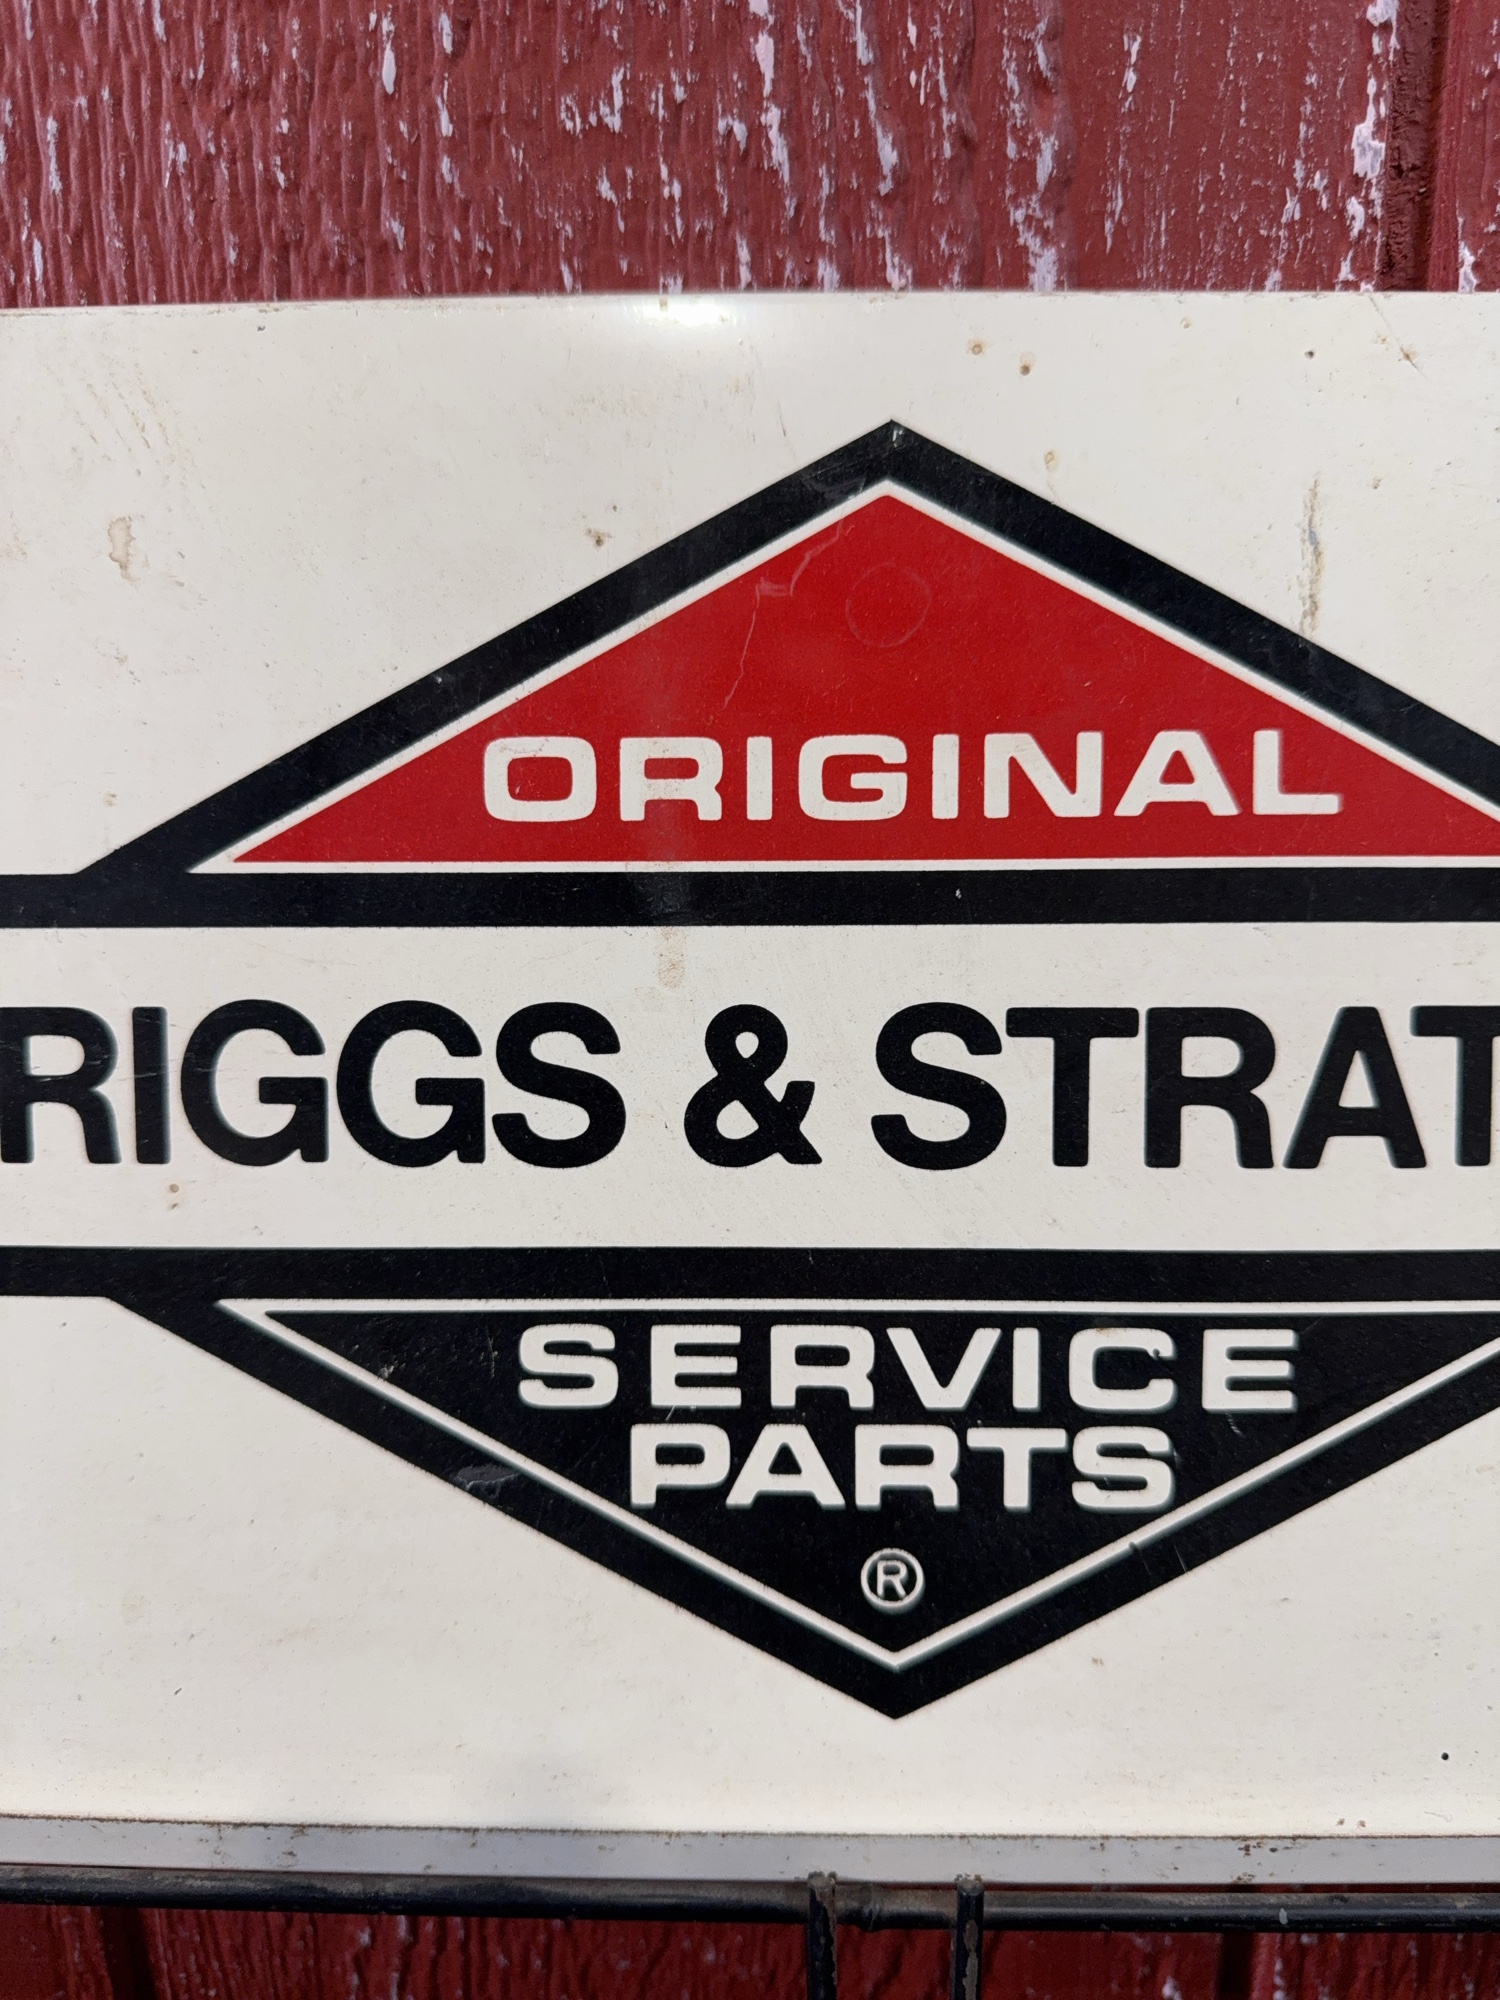 ORIGINAL
RIGGS & STRAT
SERVICE
PARTS
®